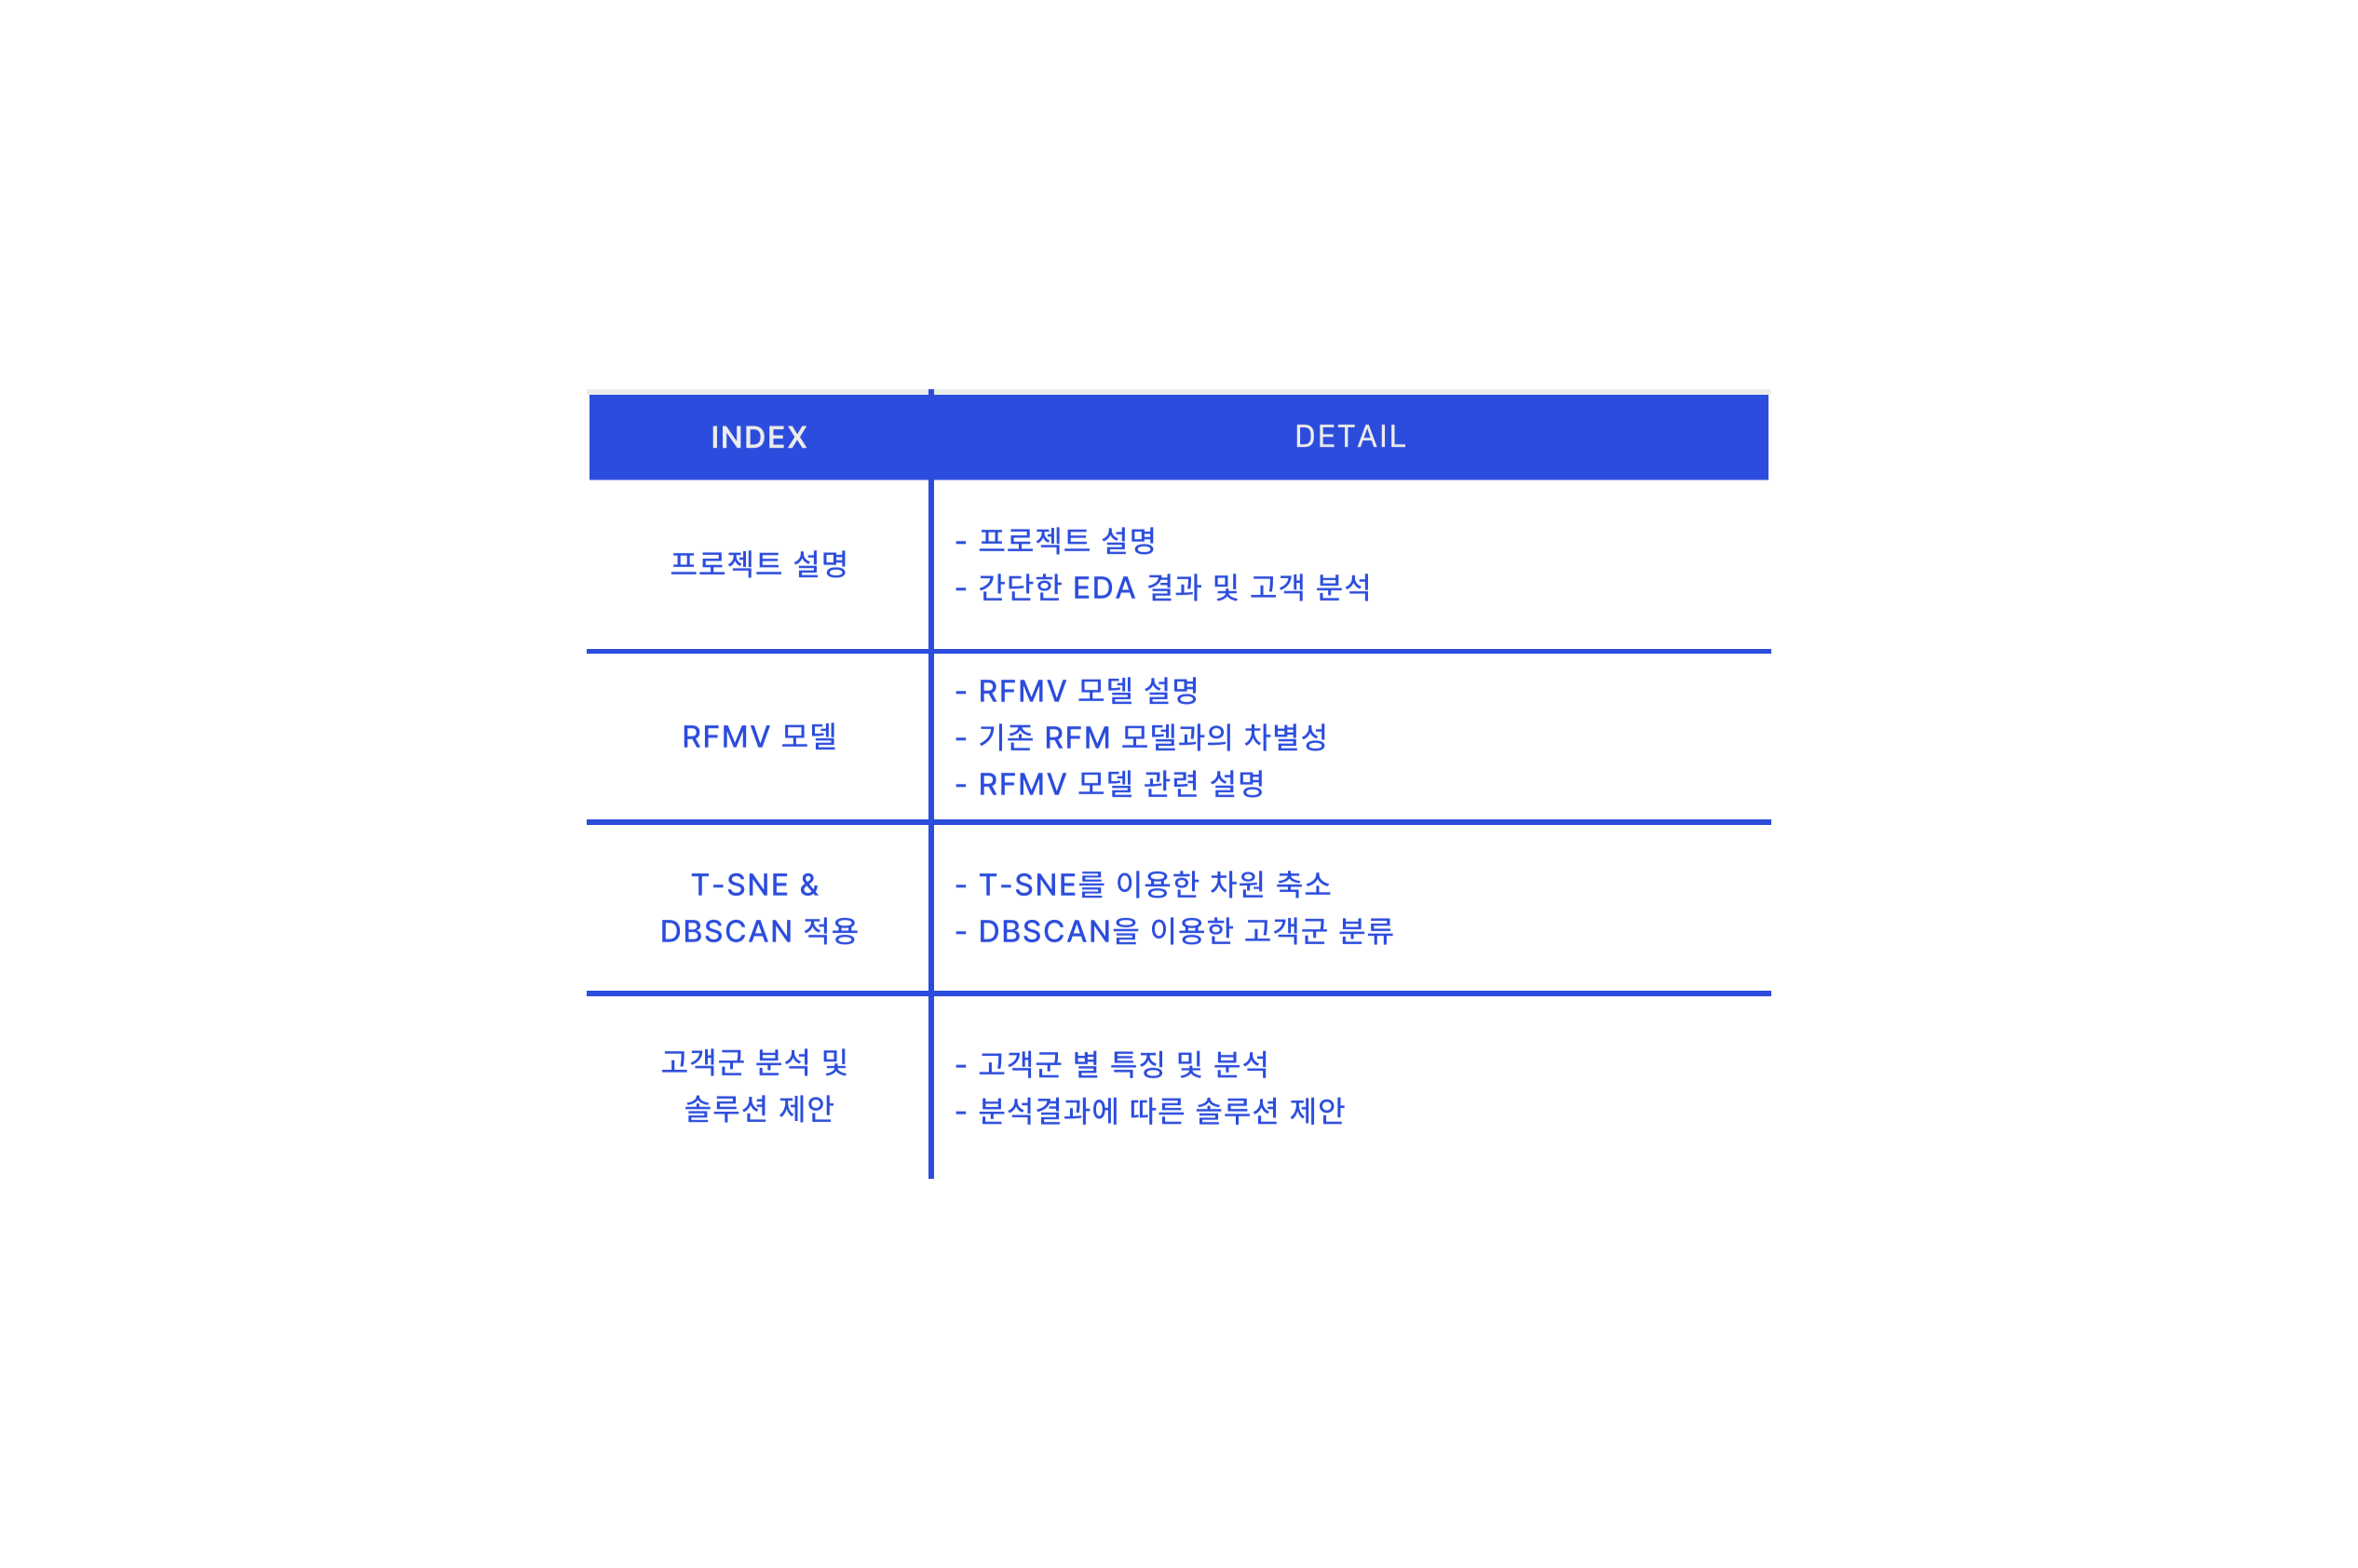 INDEX
DETAIL
프로젝트 설명
- 프로젝트 설명
- 간단한 EDA 결과 및 고객 분석
RFMV 모델
- RFMV 모델 설명
- 기존 RFM 모델과의 차별성
- RFMV 모델 관련 설명
T-SNE &
DBSCAN 적용
- T-SNE를 이용한 차원 축소
- DBSCAN을 이용한 고객군 분류
고객군 분석 및
솔루션 제안
- 고객군 별 특징 및 분석
- 분석결과에 따른 솔루션 제안